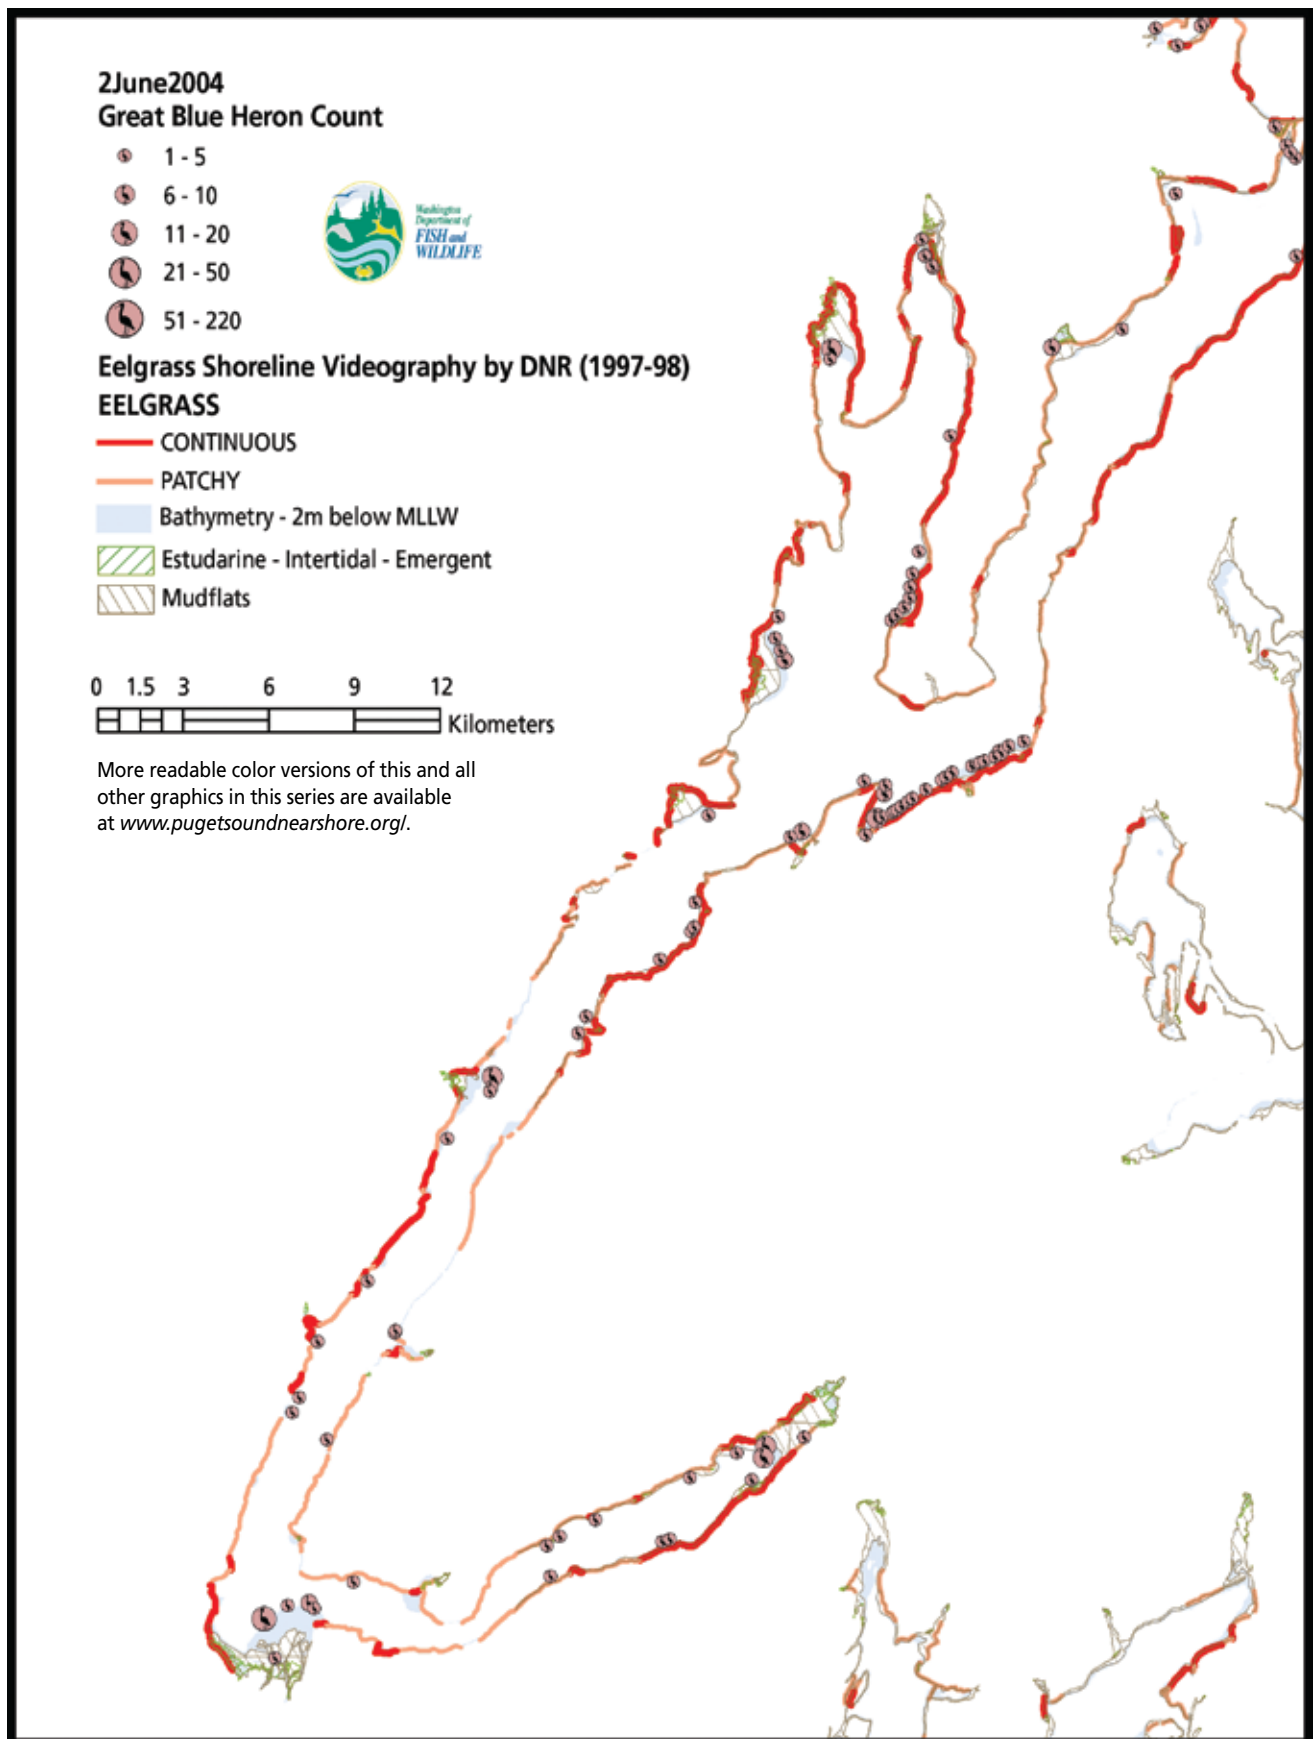 2June2004
Great Blue Heron Count
1 - 5
6 - 10
11 - 20
21 - 50
51 - 220
Washington
Department of
FISH and
WILDLIFE
Eelgrass Shoreline Videography by DNR (1997-98)
EELGRASS
CONTINUOUS
PATCHY
Bathymetry - 2m below MLLW
Estudarine - Intertidal - Emergent
Mudflats
0 1.5 3 6 9 12
Kilometers
More readable color versions of this and all
other graphics in this series are available
at www.pugetsoundnearshore.org/.